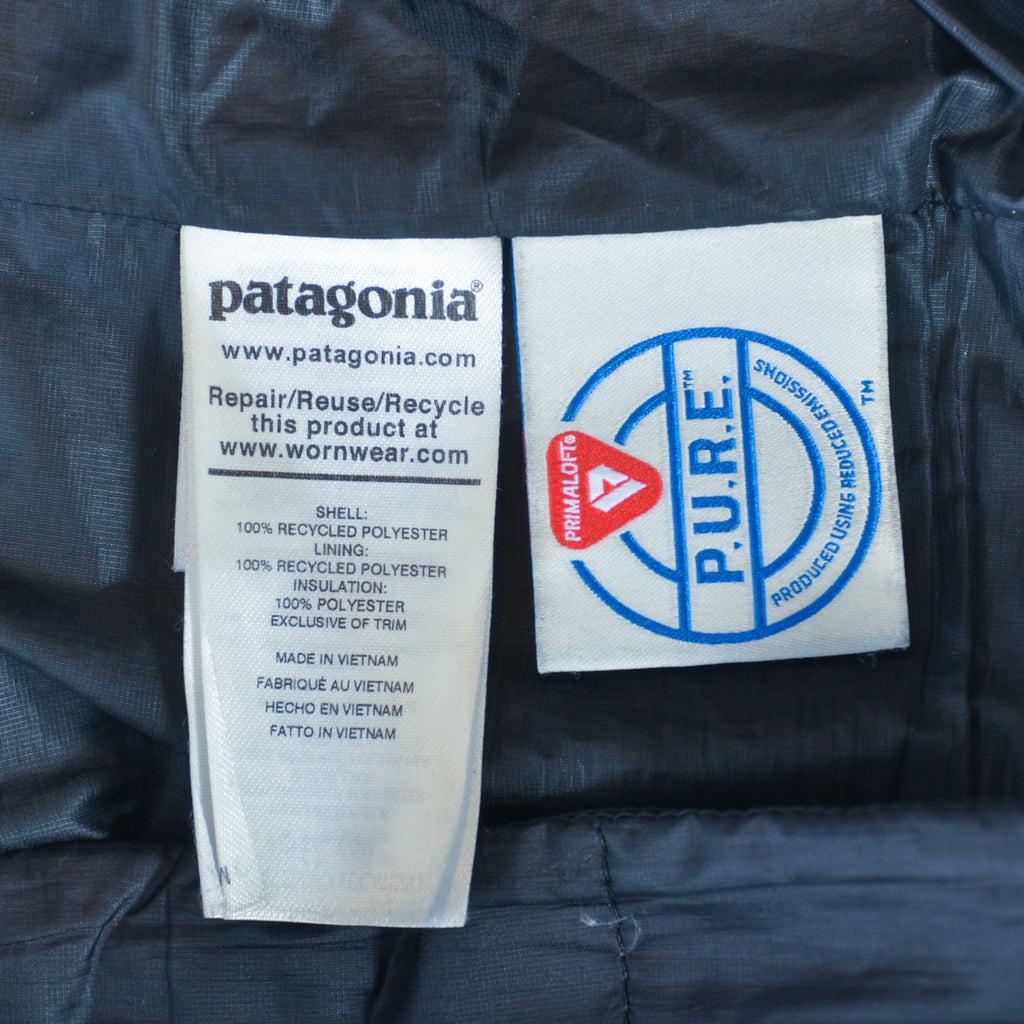 patagonia®
www.patagonia.com
Repair/Reuse/Recycle
this product at
www.wornwear.com
SHELL:
100% RECYCLED POLYESTER
LINING:
100% RECYCLED POLYESTER
INSULATION:
100% POLYESTER
EXCLUSIVE OF TRIM
MADE IN VIETNAM
FABRIQUÉ AU VIETNAM
HECHO EN VIETNAM
FATTO IN VIETNAM
PRIMALOFT®
P.U.R.E.™
PRODUCED USING REDUCED EMISSIONS
TM